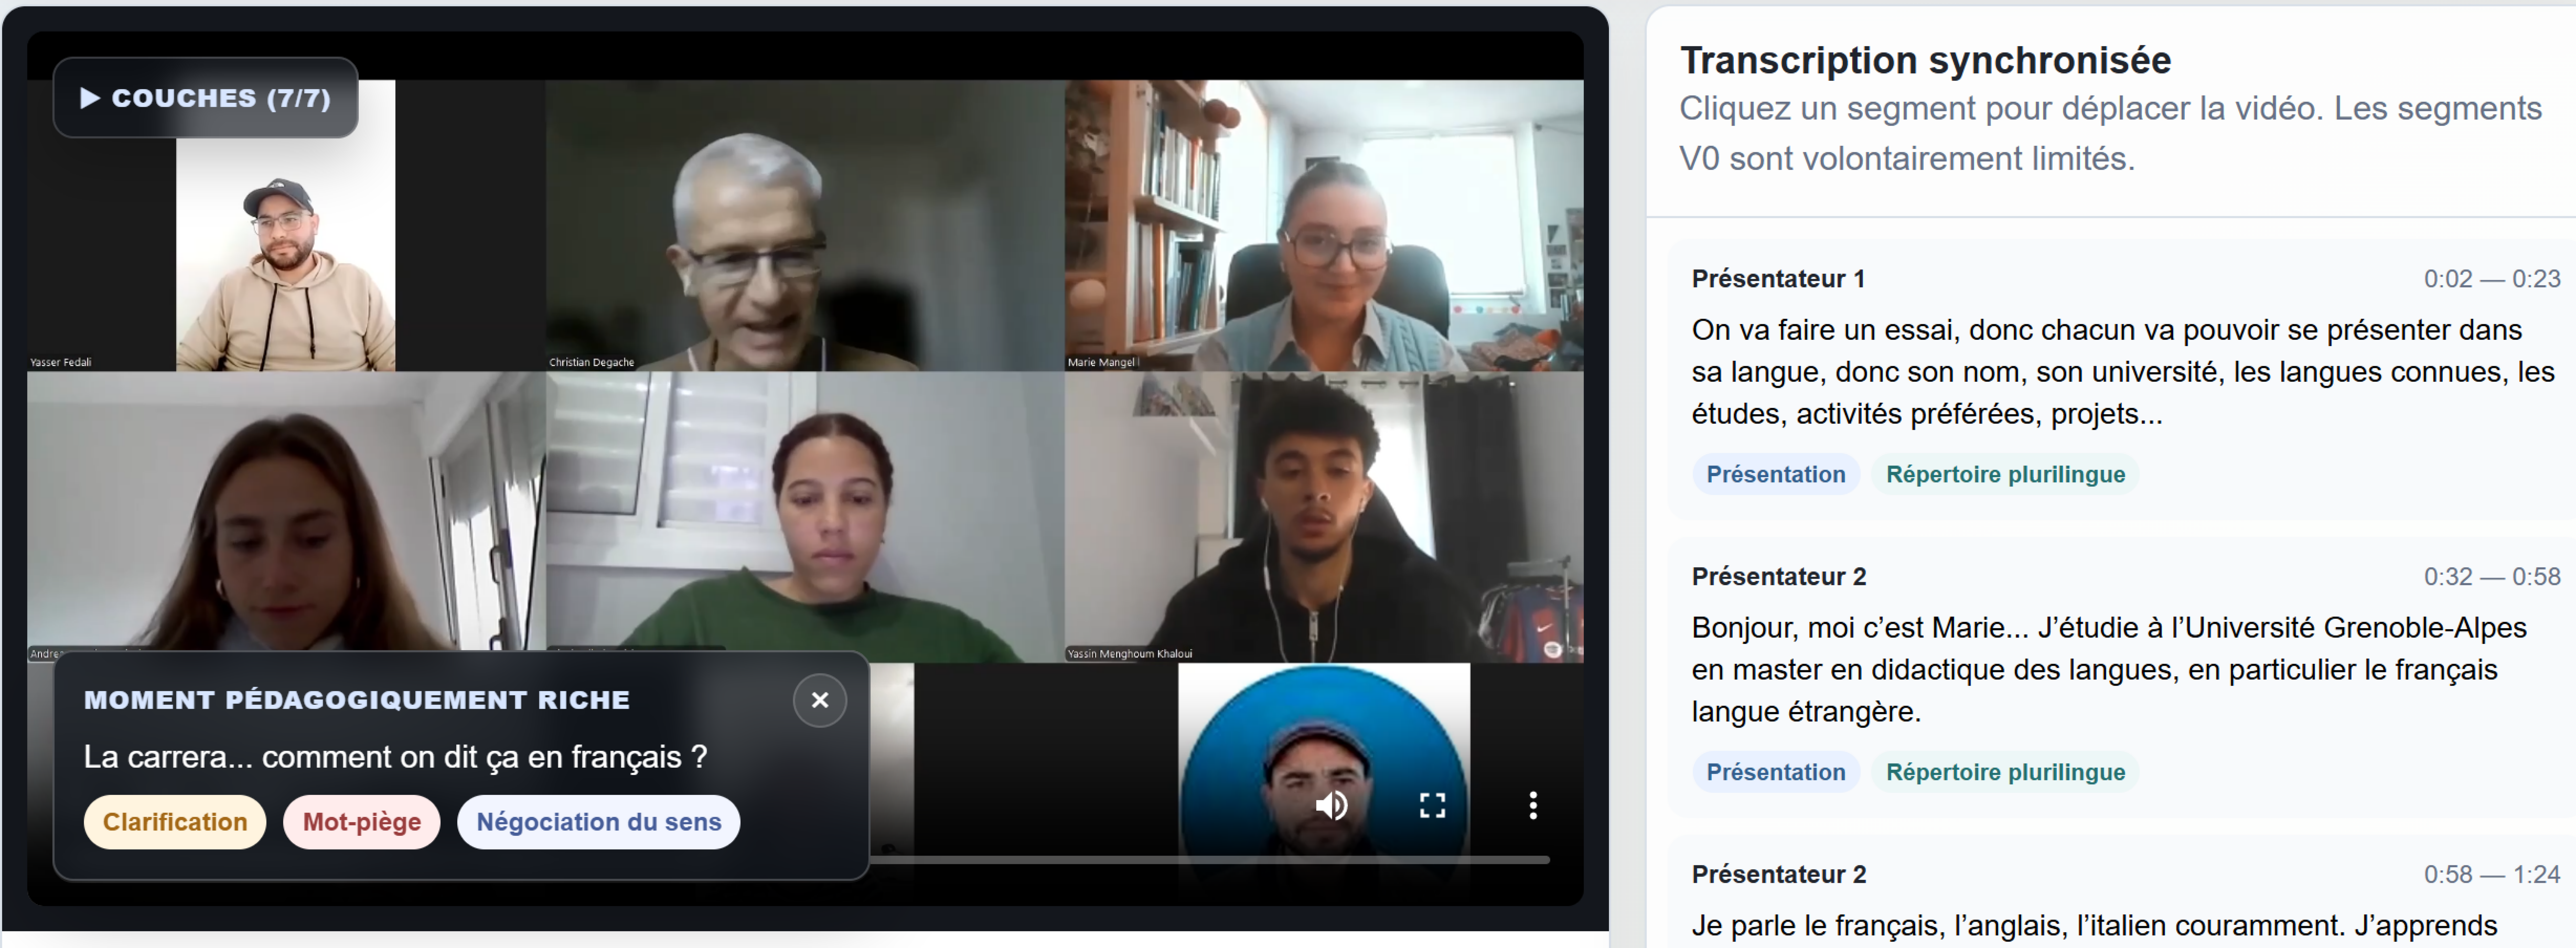 COUCHES (7/7)
Yasser Fedali
Christian Degache
Marie Mangel
Andrea
Yassin Menghoum Khaloui
MOMENT PÉDAGOGIQUEMENT RICHE
La carrera... comment on dit ça en français ?
Clarification
Mot-piège
Négociation du sens
Transcription synchronisée
Cliquez un segment pour déplacer la vidéo. Les segments
V0 sont volontairement limités.
Présentateur 1 0:02 — 0:23
On va faire un essai, donc chacun va pouvoir se présenter dans
sa langue, donc son nom, son université, les langues connues, les
études, activités préférées, projets...
Présentation Répertoire plurilingue
Présentateur 2 0:32 — 0:58
Bonjour, moi c’est Marie... J’étudie à l’Université Grenoble-Alpes
en master en didactique des langues, en particulier le français
langue étrangère.
Présentation Répertoire plurilingue
Présentateur 2 0:58 — 1:24
Je parle le français, l’anglais, l’italien couramment. J’apprends